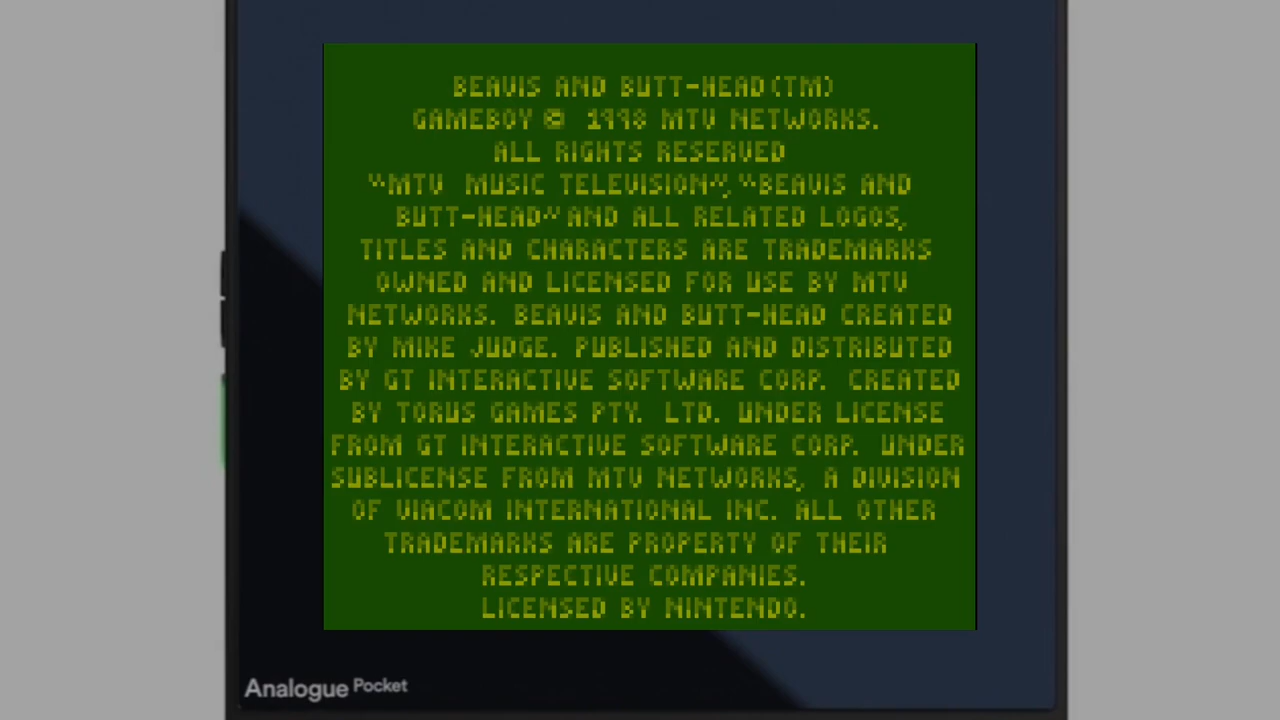 BEAVIS AND BUTT-HEAD(TM)
GAMEBOY © 1998 MTV NETWORKS.
ALL RIGHTS RESERVED
"MTV MUSIC TELEVISION", "BEAVIS AND
BUTT-HEAD" AND ALL RELATED LOGOS,
TITLES AND CHARACTERS ARE TRADEMARKS
OWNED AND LICENSED FOR USE BY MTV
NETWORKS. BEAVIS AND BUTT-HEAD CREATED
BY MIKE JUDGE. PUBLISHED AND DISTRIBUTED
BY GT INTERACTIVE SOFTWARE CORP. CREATED
BY TORUS GAMES PTY. LTD. UNDER LICENSE
FROM GT INTERACTIVE SOFTWARE CORP. UNDER
SUBLICENSE FROM MTV NETWORKS, A DIVISION
OF VIACOM INTERNATIONAL INC. ALL OTHER
TRADEMARKS ARE PROPERTY OF THEIR
RESPECTIVE COMPANIES.
LICENSED BY NINTENDO.
Analogue Pocket